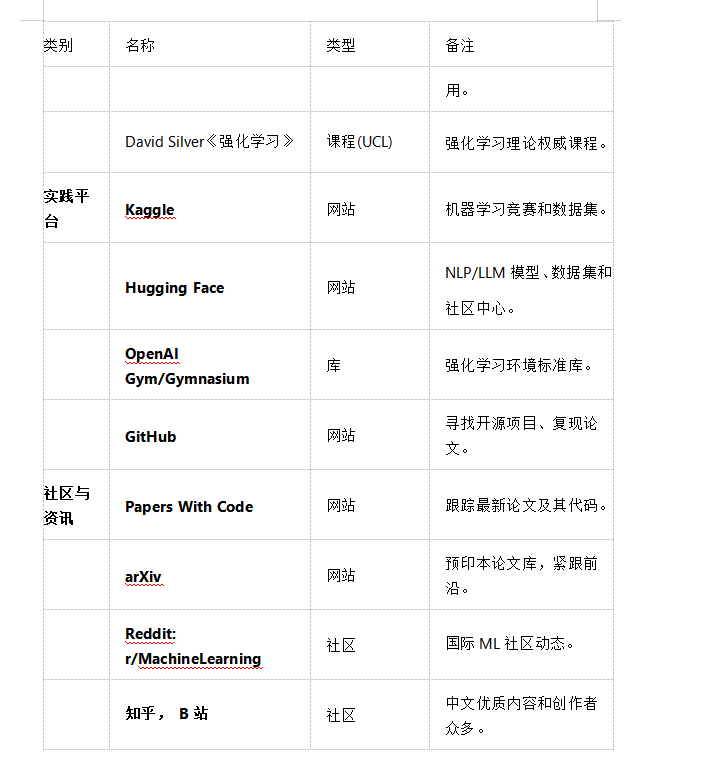 类别 名称 类型 备注
用。
David Silver《强化学习》 课程(UCL) 强化学习理论权威课程。
实践平
台
Kaggle 网站 机器学习竞赛和数据集。
Hugging Face 网站 NLP/LLM 模型、数据集和
社区中心。
OpenAI
Gym/Gymnasium 库 强化学习环境标准库。
GitHub 网站 寻找开源项目、复现论
文。
社区与
资讯
Papers With Code 网站 跟踪最新论文及其代码。
arXiv 网站 预印本论文库，紧跟前
沿。
Reddit:
r/MachineLearning 社区 国际 ML 社区动态。
知乎， B 站 社区 中文优质内容和创作者
众多。